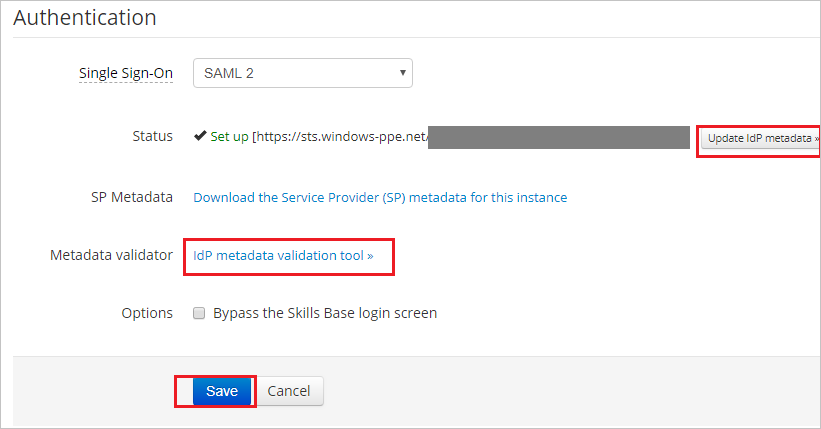 Authentication
Single Sign-On SAML 2
Status Set up [https://sts.windows-ppe.net/ Update IdP metadata »
SP Metadata Download the Service Provider (SP) metadata for this instance
Metadata validator IdP metadata validation tool »
Options Bypass the Skills Base login screen
Save Cancel